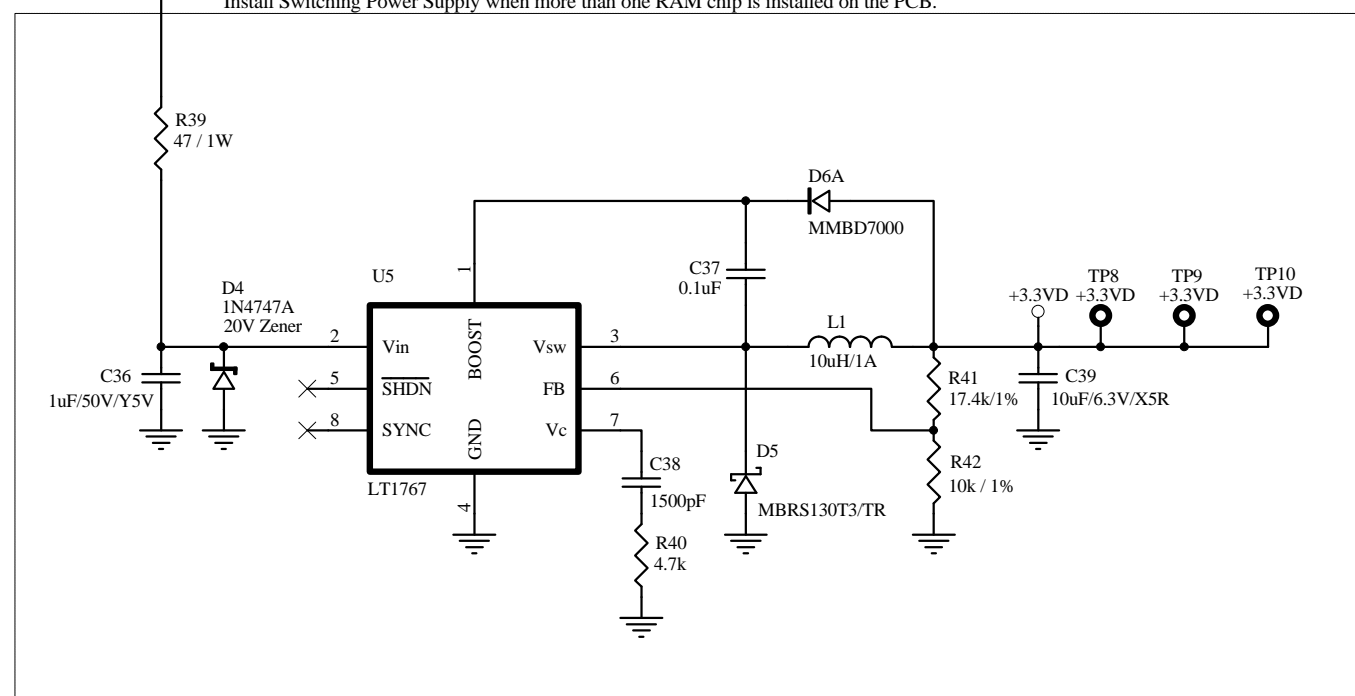 Install Switching Power Supply when more than one RAM chip is installed on the PCB.
R39
47 / 1W
D6A
MMBD7000
U5
1
C37
0.1uF
D4
1N4747A
20V Zener
TP8
TP9
TP10
+3.3VD
+3.3VD
+3.3VD
+3.3VD
L1
10uH/1A
2
Vin
BOOST
Vsw
3
C36
1uF/50V/Y5V
5
SHDN
FB
6
R41
17.4k/1%
C39
10uF/6.3V/X5R
8
SYNC
GND
Vc
7
D5
MBRS130T3/TR
R42
10k / 1%
LT1767
4
C38
1500pF
R40
4.7k